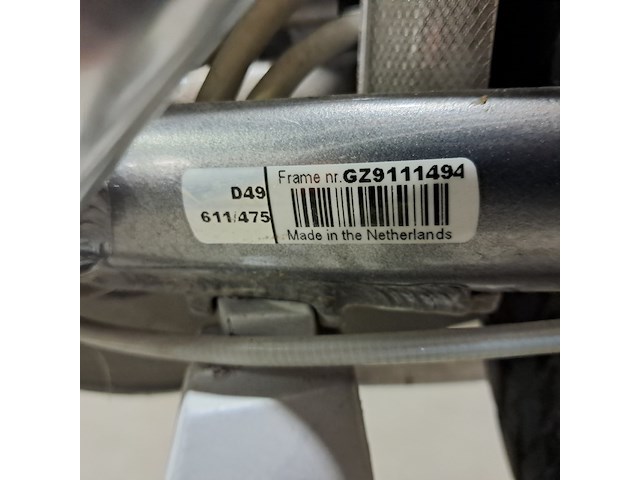 D49
611/475
Frame nr.GZ9111494
Made in the Netherlands